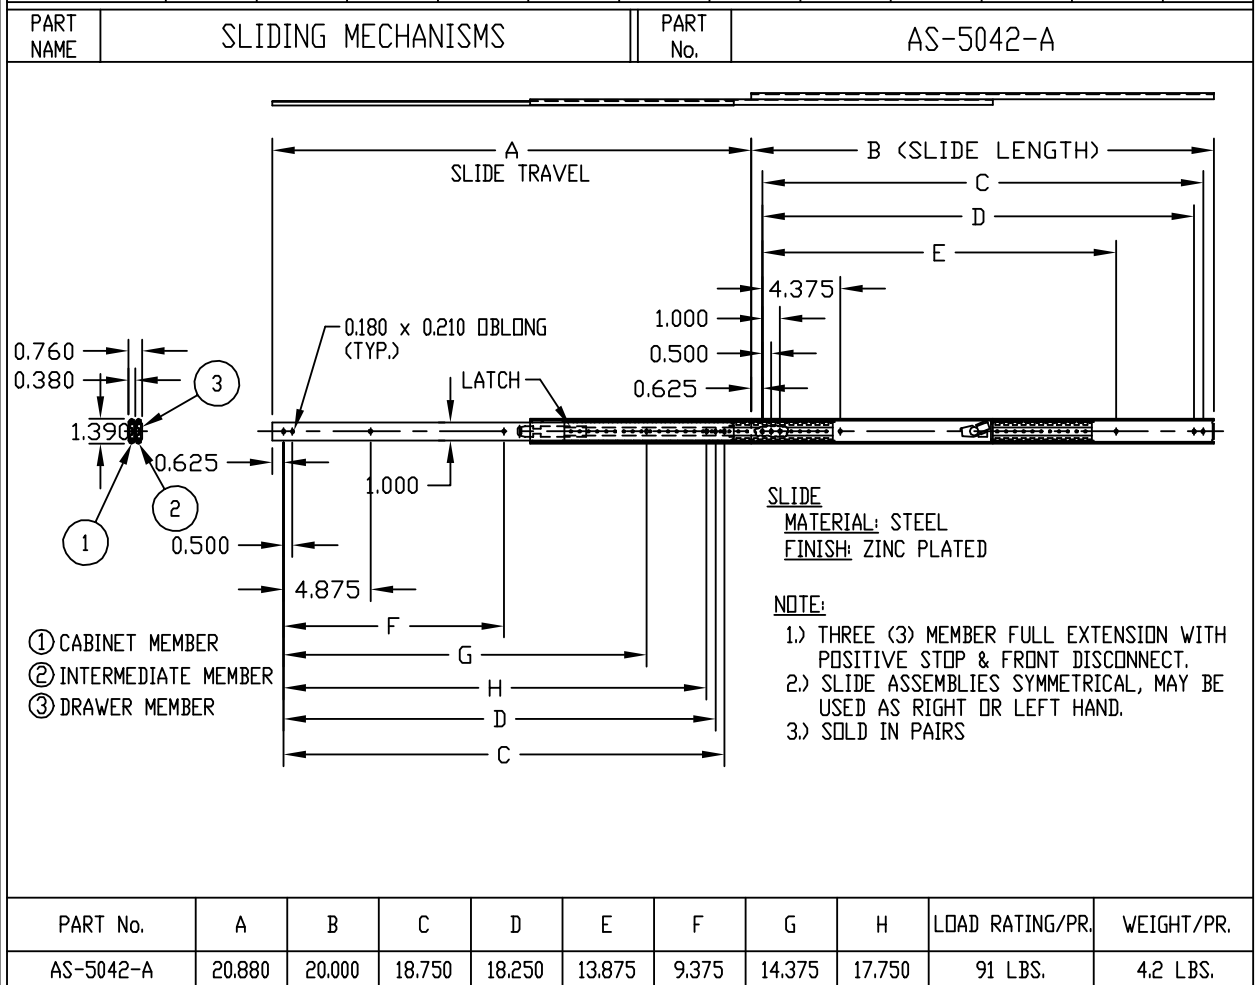 PART NAME SLIDING MECHANISMS PART No. AS-5042-A
A
SLIDE TRAVEL
B (SLIDE LENGTH)
C
D
E
4.375
1.000
0.500
0.625
0.180 x 0.210 OBLONG
(TYP.)
LATCH
0.760
0.380
3
1.390
0.625
2
1
1.000
0.500
4.875
F
G
H
D
C
SLIDE
MATERIAL: STEEL
FINISH: ZINC PLATED
NOTE:
1.) THREE (3) MEMBER FULL EXTENSION WITH
POSITIVE STOP & FRONT DISCONNECT.
2.) SLIDE ASSEMBLIES SYMMETRICAL, MAY BE
USED AS RIGHT OR LEFT HAND.
3.) SOLD IN PAIRS
1 CABINET MEMBER
2 INTERMEDIATE MEMBER
3 DRAWER MEMBER
PART No. A B C D E F G H LOAD RATING/PR. WEIGHT/PR.
AS-5042-A 20.880 20.000 18.750 18.250 13.875 9.375 14.375 17.750 91 LBS. 4.2 LBS.